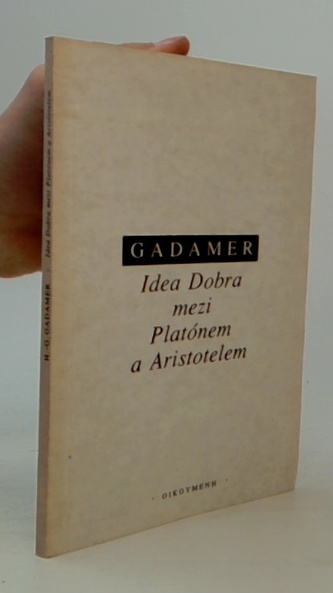 GADAMER
Idea Dobra
mezi
Platónem
a Aristotelem
· OIKOYMENH ·
H.-G. GADAMER · Idea Dobra mezi Platónem a Aristotelem